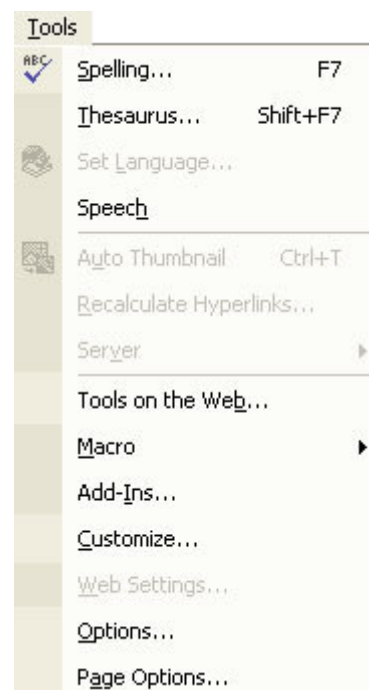 Tools
ABC
Spelling... F7
Thesaurus... Shift+F7
Set Language...
Speech
Auto Thumbnail Ctrl+T
Recalculate Hyperlinks...
Server
Tools on the Web...
Macro
Add-Ins...
Customize...
Web Settings...
Options...
Page Options...